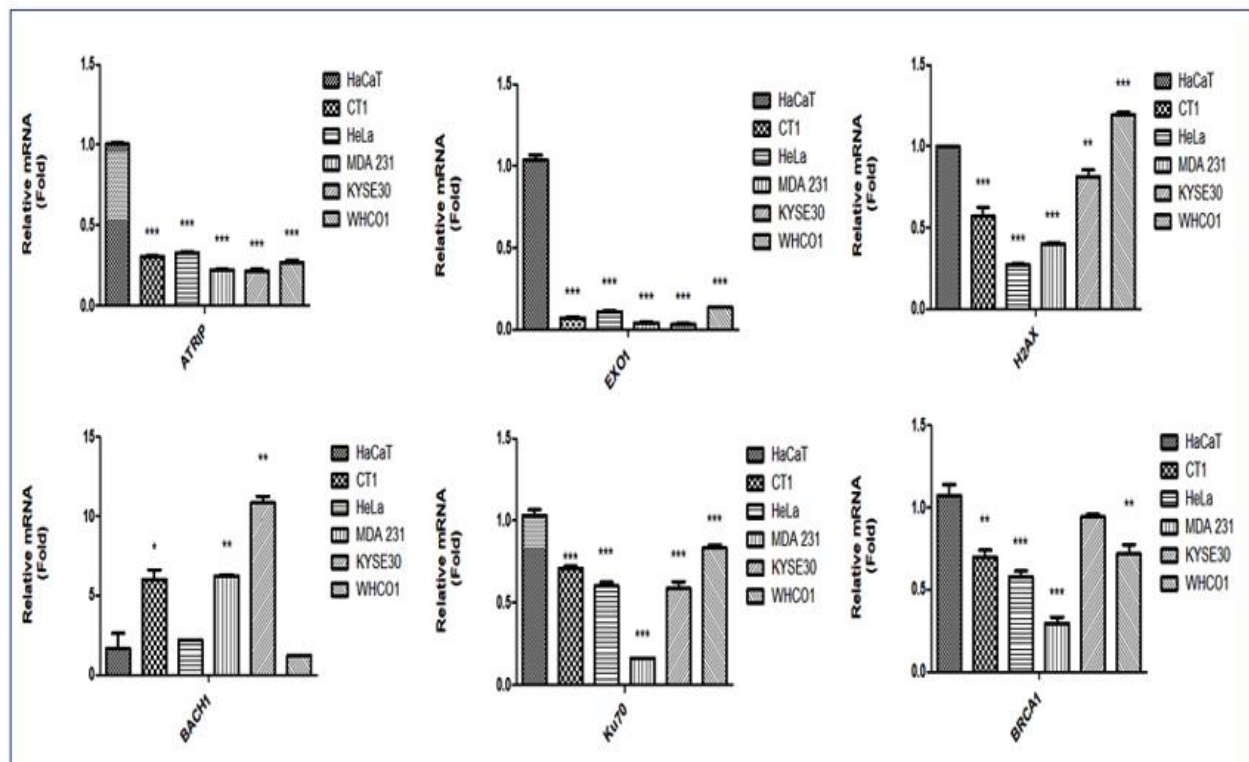 Relative mRNA
(Fold)
1.5
1.0
0.5
0.0
***
***
***
***
***
ATRIP
HaCaT
CT1
HeLa
MDA 231
KYSE30
WHCO1
Relative mRNA
(Fold)
1.5
1.0
0.5
0.0
***
***
***
***
***
EXO1
HaCaT
CT1
HeLa
MDA 231
KYSE30
WHCO1
Relative mRNA
(Fold)
1.5
1.0
0.5
0.0
***
***
***
**
***
H2AX
HaCaT
CT1
HeLa
MDA 231
KYSE30
WHCO1
Relative mRNA
(Fold)
15
10
5
0
*
**
**
BACH1
HaCaT
CT1
HeLa
MDA 231
KYSE30
WHCO1
Relative mRNA
(Fold)
1.5
1.0
0.5
0.0
***
***
***
***
***
Ku70
HaCaT
CT1
HeLa
MDA 231
KYSE30
WHCO1
Relative mRNA
(Fold)
1.5
1.0
0.5
0.0
**
***
***
**
BRCA1
HaCaT
CT1
HeLa
MDA 231
KYSE30
WHCO1